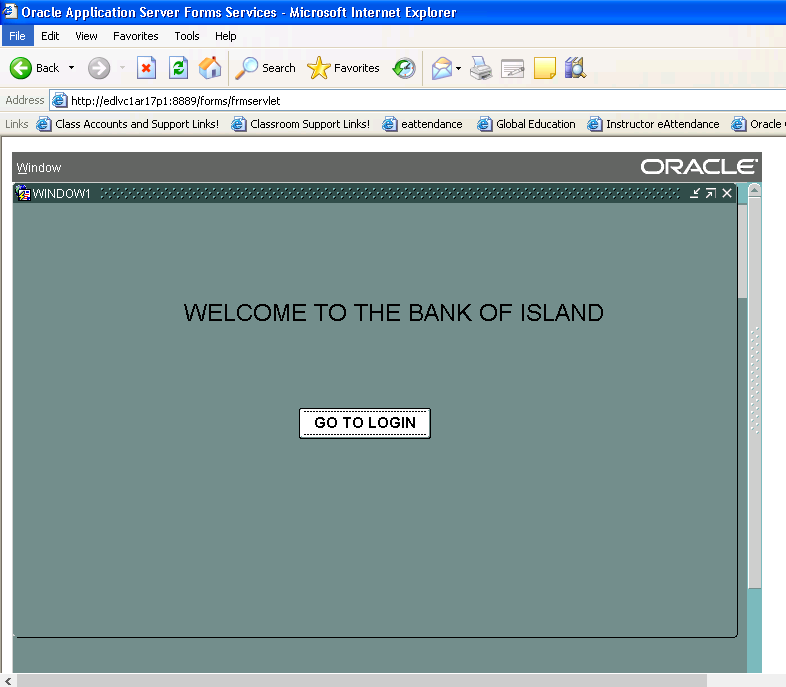 Oracle Application Server Forms Services - Microsoft Internet Explorer
File Edit View Favorites Tools Help
Back Search Favorites
Address http://edlvc1ar17p1:8889/forms/frmservlet
Links Class Accounts and Support Links! Classroom Support Links! eattendance Global Education Instructor eAttendance Oracle
Window ORACLE
WINDOW1
WELCOME TO THE BANK OF ISLAND
GO TO LOGIN